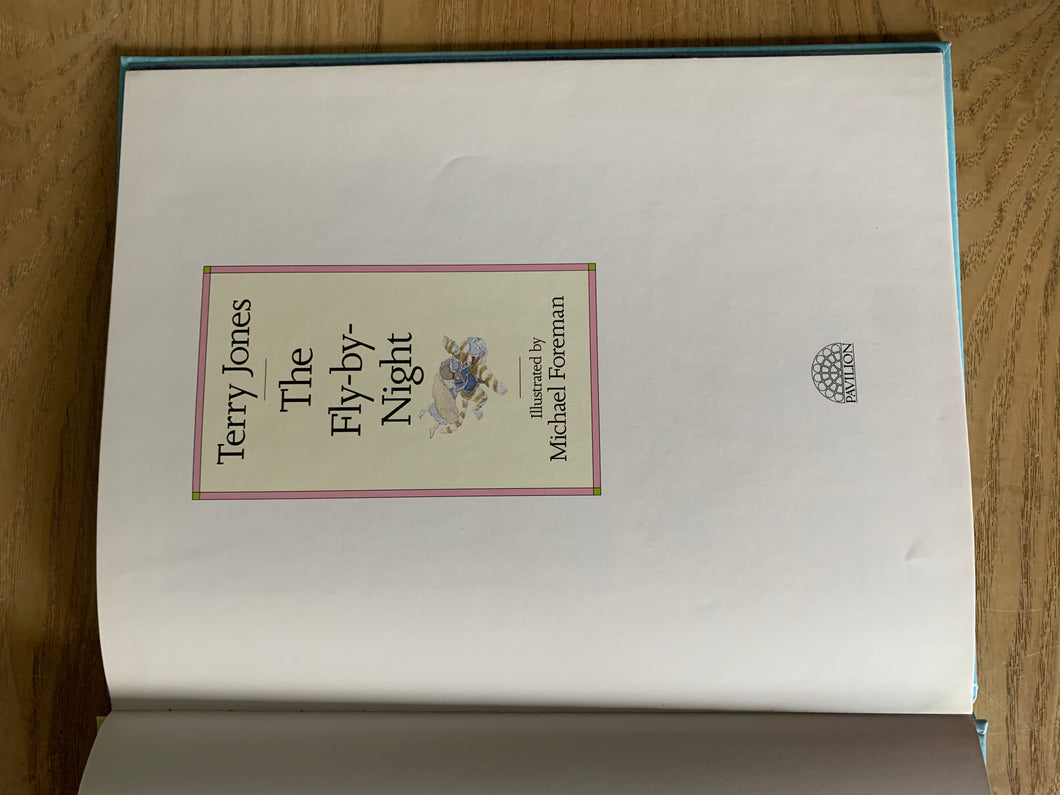 Terry Jones
The
Fly-by-
Night
Illustrated by
Michael Foreman
PAVILION